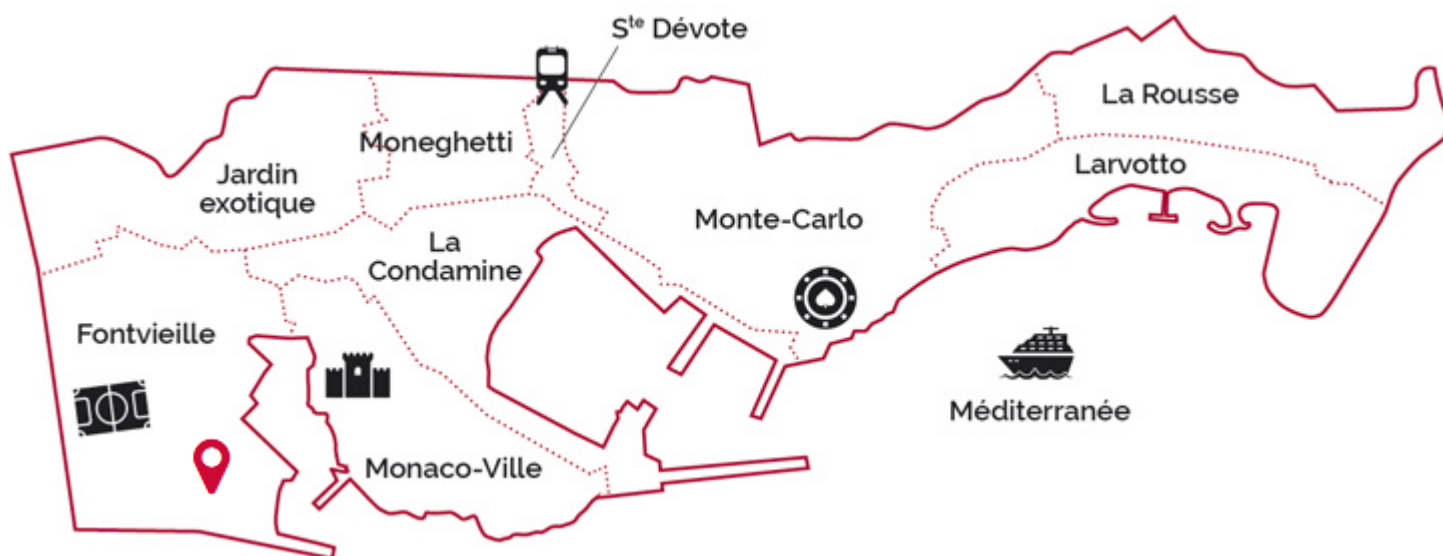 Sᵗᵉ Dévote
La Rousse
Moneghetti
Larvotto
Jardin
exotique
Monte-Carlo
La
Condamine
Fontvieille
Méditerranée
Monaco-Ville